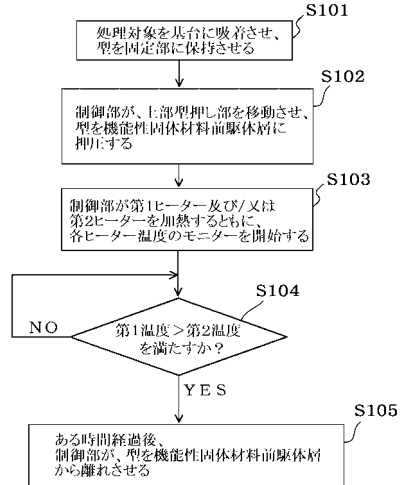 S101
処理対象を基台に吸着させ、
型を固定部に保持させる
S102
制御部が、上部型押し部を移動させ、
型を機能性固体材料前駆体層に
押圧する
S103
制御部が第1ヒーター及び/又は
第2ヒーターを加熱するともに、
各ヒーター温度のモニターを開始する
S104
第1温度>第2温度
を満たすか?
NO
YES
S105
ある時間経過後、
制御部が、型を機能性固体材料前駆体層
から離れさせる